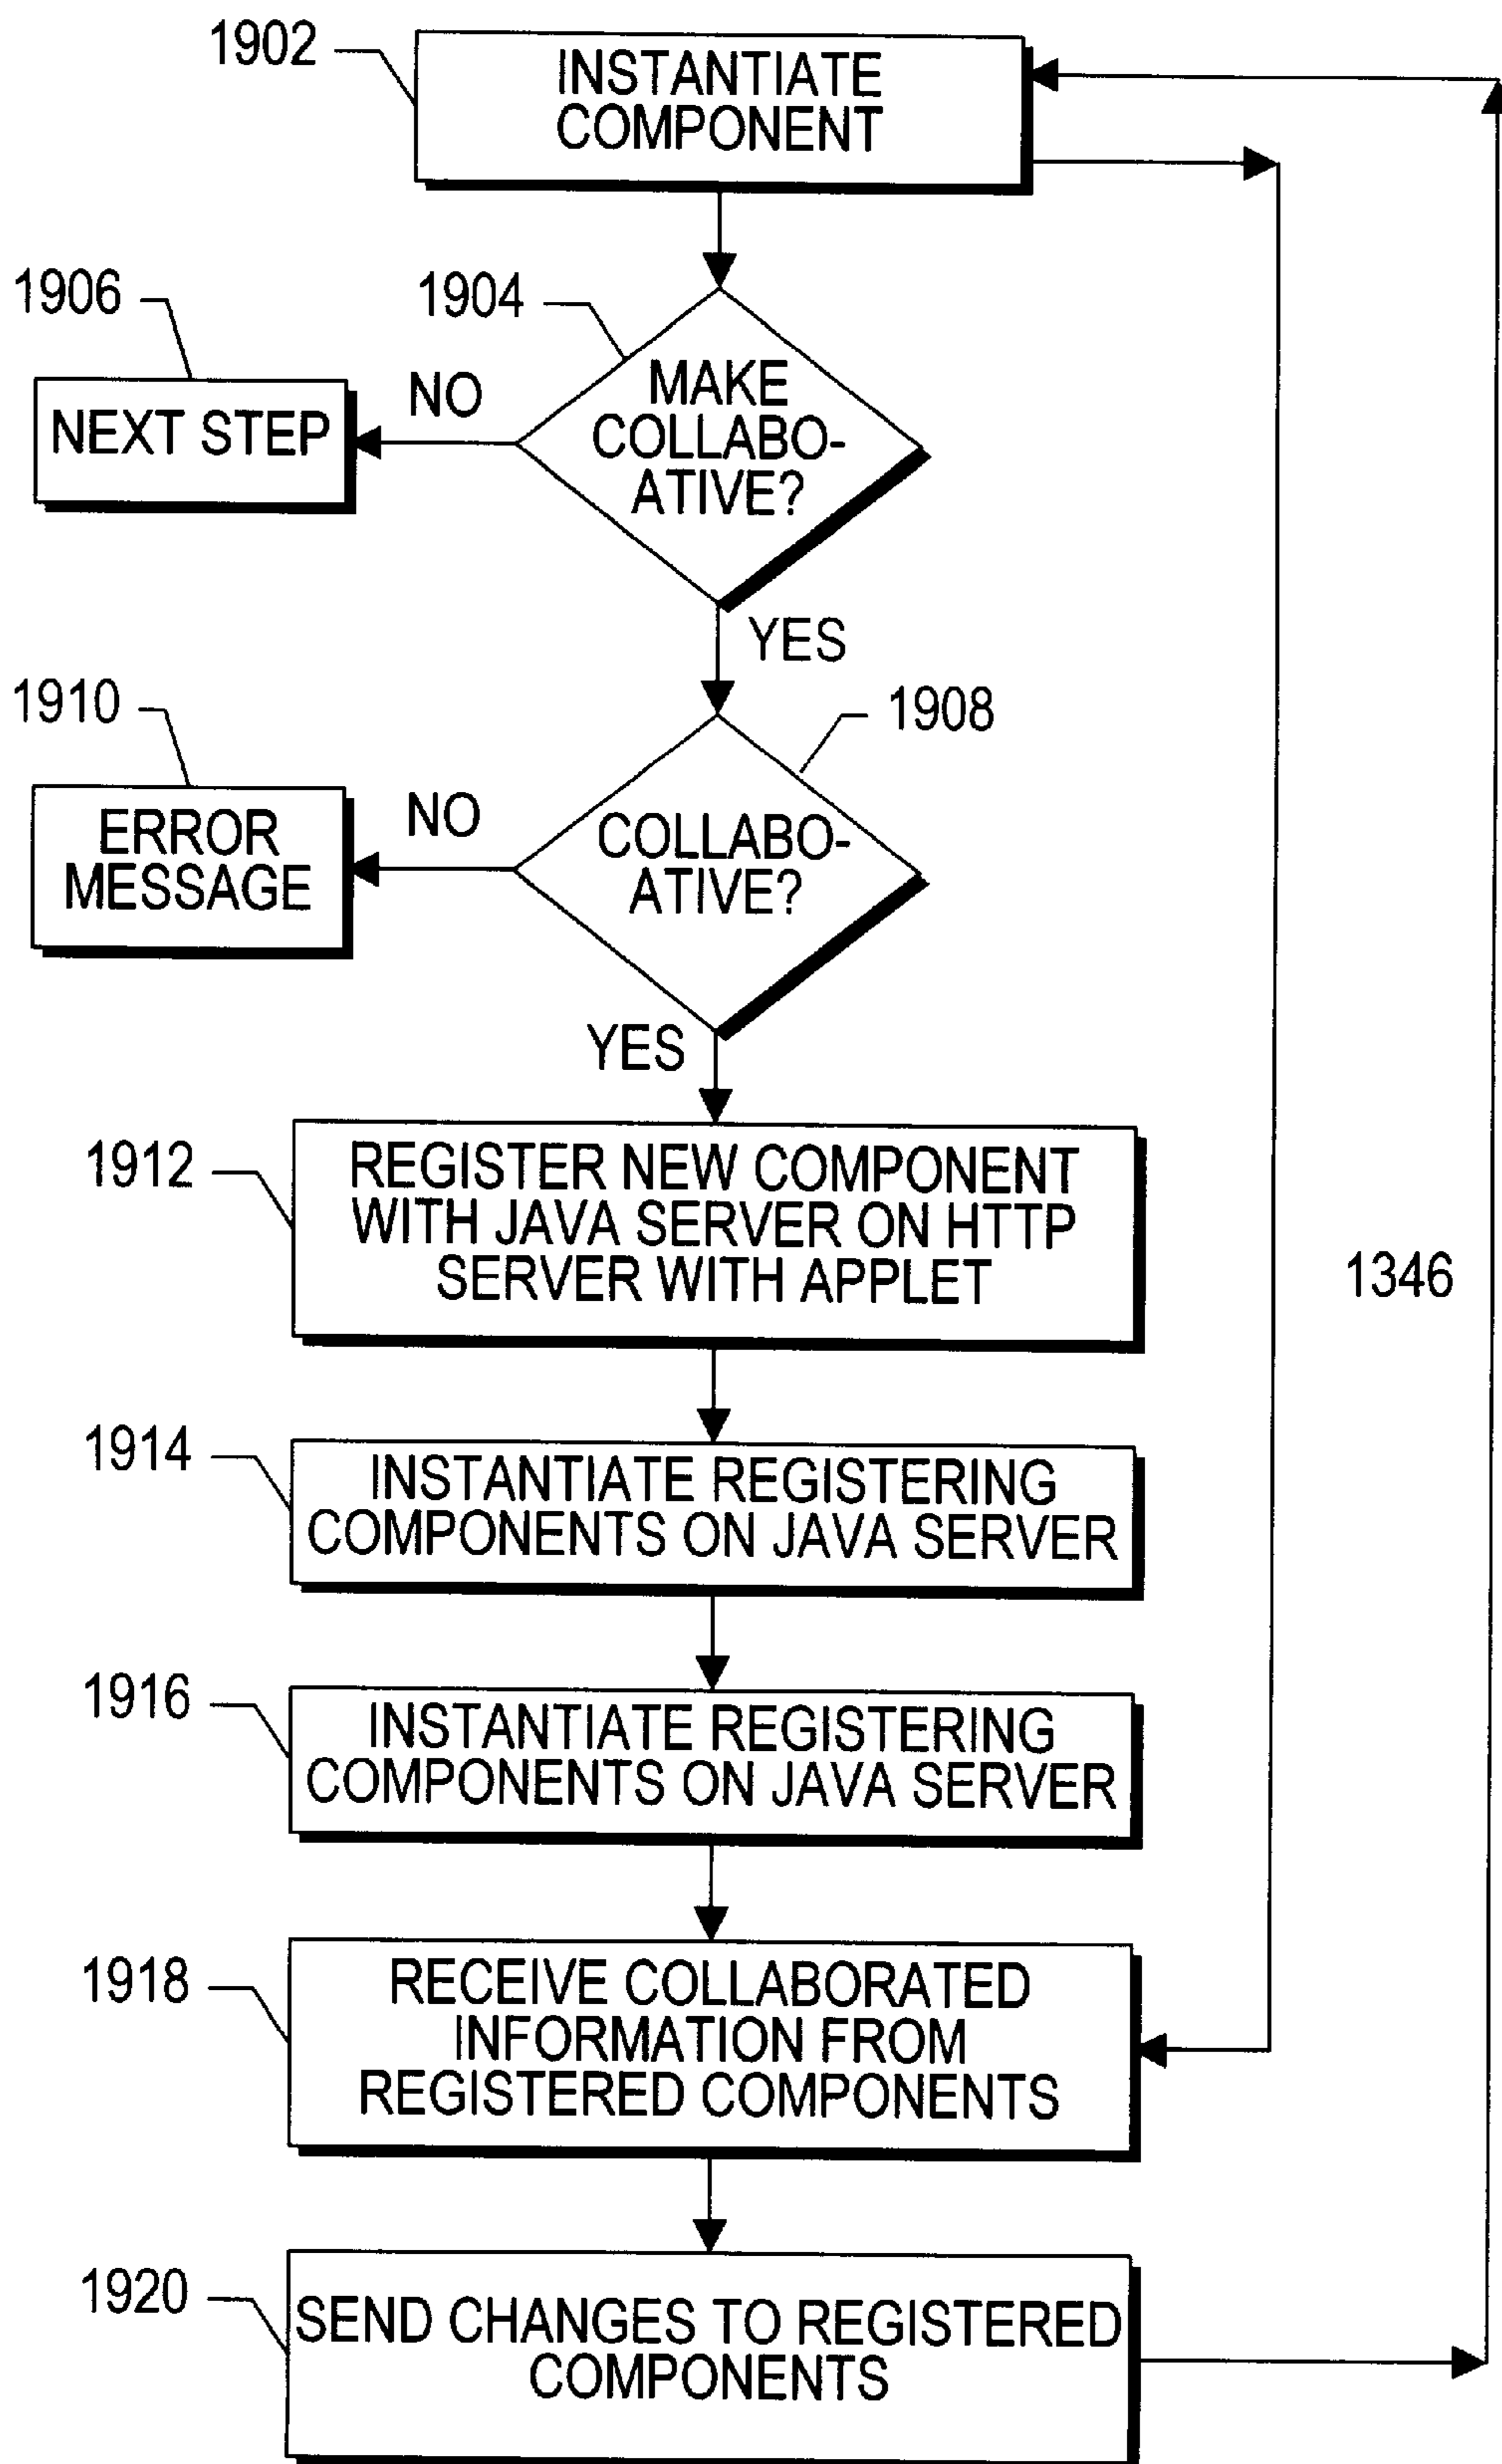 1902
INSTANTIATE
COMPONENT
1906
1904
NEXT STEP
NO
MAKE
COLLABO-
ATIVE?
YES
1910
1908
ERROR
MESSAGE
NO
COLLABO-
ATIVE?
YES
1912
REGISTER NEW COMPONENT
WITH JAVA SERVER ON HTTP
SERVER WITH APPLET
1346
1914
INSTANTIATE REGISTERING
COMPONENTS ON JAVA SERVER
1916
INSTANTIATE REGISTERING
COMPONENTS ON JAVA SERVER
1918
RECEIVE COLLABORATED
INFORMATION FROM
REGISTERED COMPONENTS
1920
SEND CHANGES TO REGISTERED
COMPONENTS